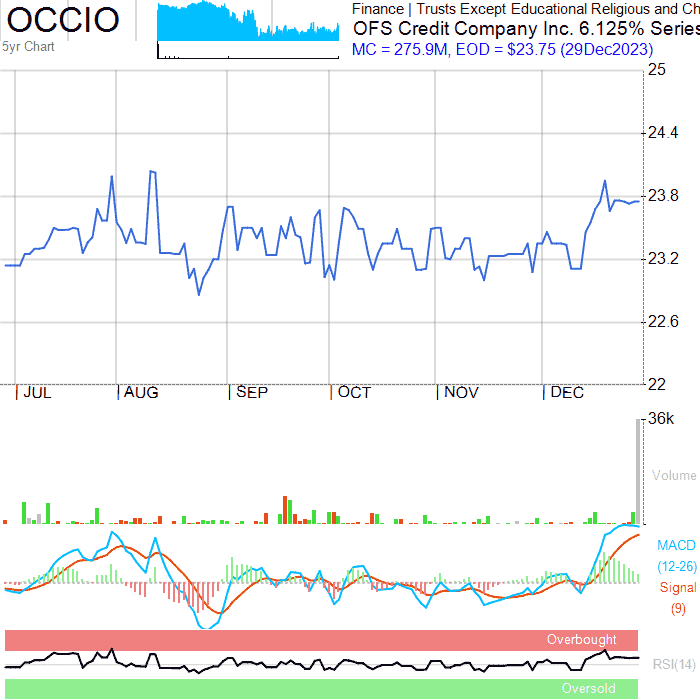 OCCIO
5yr Chart
Finance | Trusts Except Educational Religious and Ch
OFS Credit Company Inc. 6.125% Series
MC = 275.9M, EOD = $23.75 (29Dec2023)
25
24.4
23.8
23.2
22.6
22
JUL AUG SEP OCT NOV DEC
36k
Volume
MACD
(12-26)
Signal
(9)
Overbought
RSI(14)
Oversold